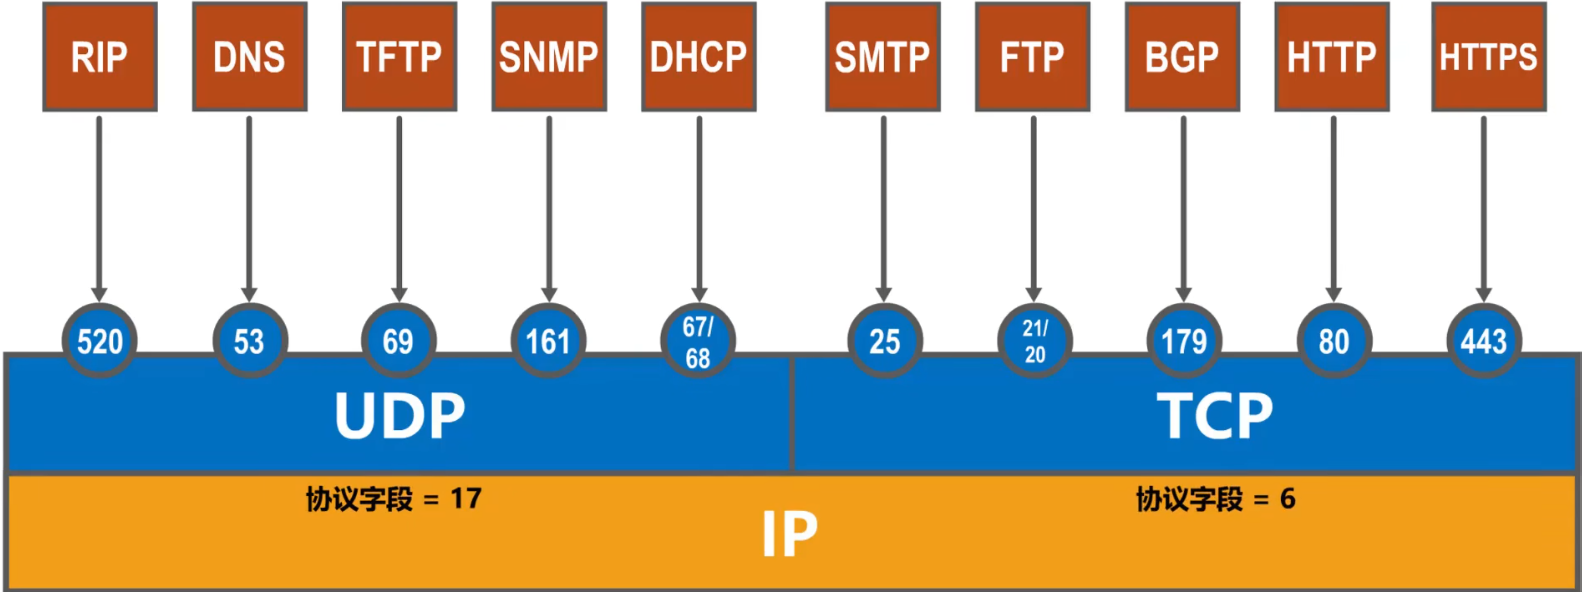 RIP DNS TFTP SNMP DHCP SMTP FTP BGP HTTP HTTPS
520 53 69 161 67/ 25 21/ 179 80 443
68 20
UDP TCP
协议字段 = 17 协议字段 = 6
IP